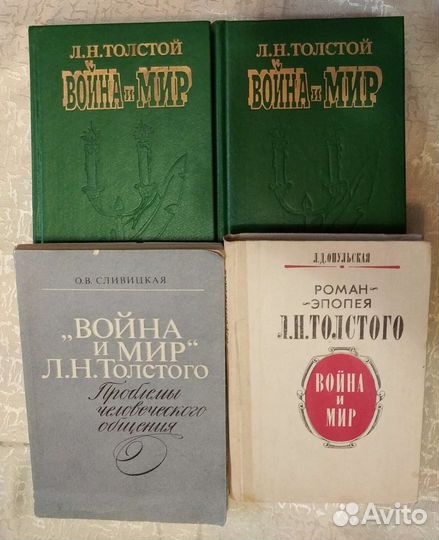 Л.Н.ТОЛСТОЙ
ВОЙНА И МИР
Л.Н.ТОЛСТОЙ
ВОЙНА И МИР
О.В. СЛИВИЦКАЯ
„ВОЙНА
И МИР“
Л.Н.Толстого
Проблемы
человеческого
общения
Л.Д.ОПУЛЬСКАЯ
РОМАН~
~ЭПОПЕЯ
Л.Н.ТОЛСТОГО
ВОЙНА
И
МИР
Avito